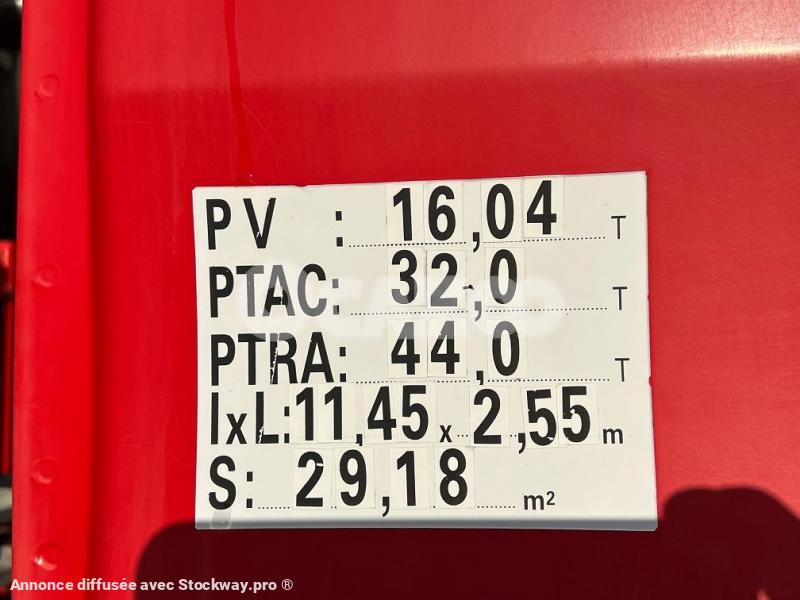 PV : 16,04 T
PTAC: 32,0 T
PTRA: 44,0 T
lxL: 11,45 x 2,55 m
S: 29,18 m²
Annonce diffusée avec Stockway.pro ®